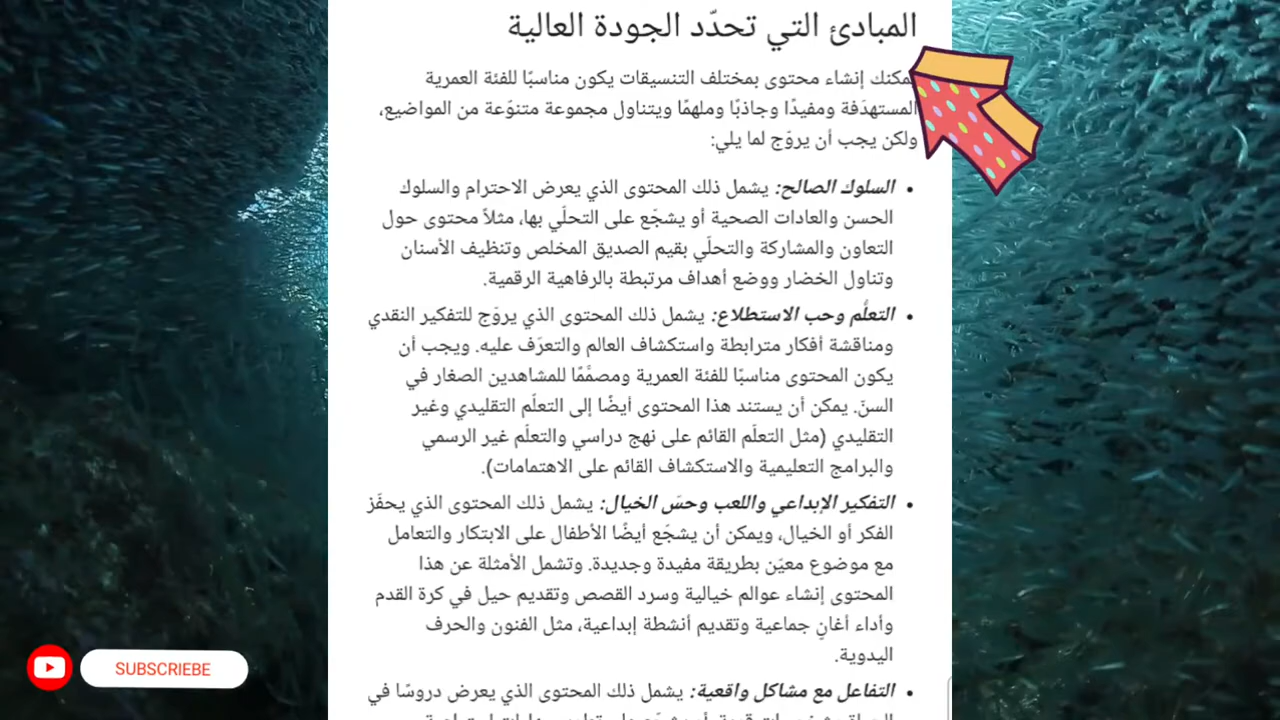 المبادئ التي تحدّد الجودة العالية
يمكنك إنشاء محتوى بمختلف التنسيقات يكون مناسبًا للفئة العمرية
المستهدَفة ومفيدًا وجاذبًا وملهمًا ويتناول مجموعة متنوّعة من المواضيع،
ولكن يجب أن يروّج لما يلي:
• السلوك الصالح: يشمل ذلك المحتوى الذي يعرض الاحترام والسلوك
الحسن والعادات الصحية أو يشجّع على التحلّي بها، مثلاً محتوى حول
التعاون والمشاركة والتحلّي بقيم الصديق المخلص وتنظيف الأسنان
وتناول الخضار ووضع أهداف مرتبطة بالرفاهية الرقمية.
• التعلُّم وحب الاستطلاع: يشمل ذلك المحتوى الذي يروّج للتفكير النقدي
ومناقشة أفكار مترابطة واستكشاف العالم والتعرّف عليه. ويجب أن
يكون المحتوى مناسبًا للفئة العمرية ومصمَّمًا للمشاهدين الصغار في
السنّ. يمكن أن يستند هذا المحتوى أيضًا إلى التعلّم التقليدي وغير
التقليدي (مثل التعلّم القائم على نهج دراسي والتعلّم غير الرسمي
والبرامج التعليمية والاستكشاف القائم على الاهتمامات).
• التفكير الإبداعي واللعب وحسّ الخيال: يشمل ذلك المحتوى الذي يحفّز
الفكر أو الخيال، ويمكن أن يشجّع أيضًا الأطفال على الابتكار والتعامل
مع موضوع معيّن بطريقة مفيدة وجديدة. وتشمل الأمثلة عن هذا
المحتوى إنشاء عوالم خيالية وسرد القصص وتقديم حيل في كرة القدم
وأداء أغانٍ جماعية وتقديم أنشطة إبداعية، مثل الفنون والحرف
اليدوية.
• التفاعل مع مشاكل واقعية: يشمل ذلك المحتوى الذي يعرض دروسًا في
SUBSCRIEBE